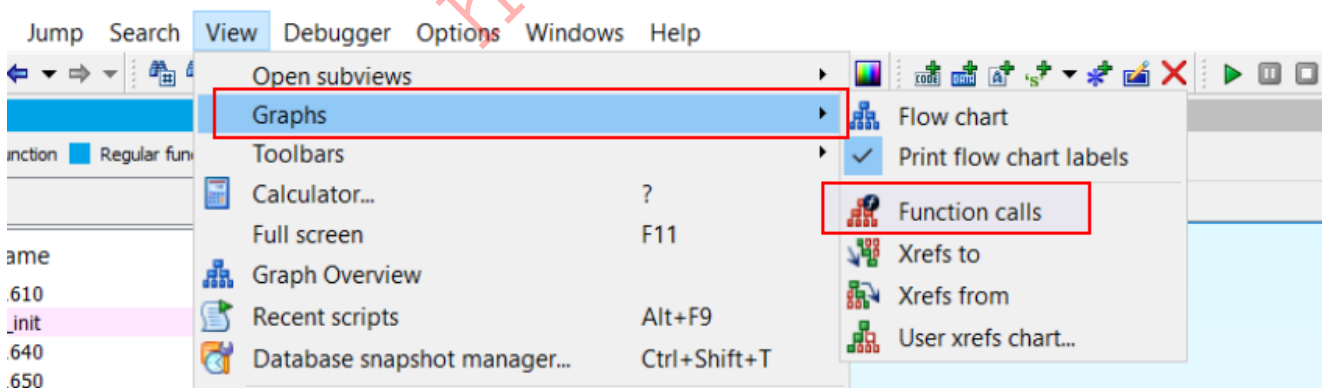 Jump Search View Debugger Options Windows Help
Open subviews
Graphs
Flow chart
Regular fun
Toolbars
Print flow chart labels
Calculator... ?
Function calls
Full screen F11
Xrefs to
ame
Graph Overview
.610
Xrefs from
_init
Recent scripts Alt+F9
User xrefs chart...
.640
Database snapshot manager... Ctrl+Shift+T
.650